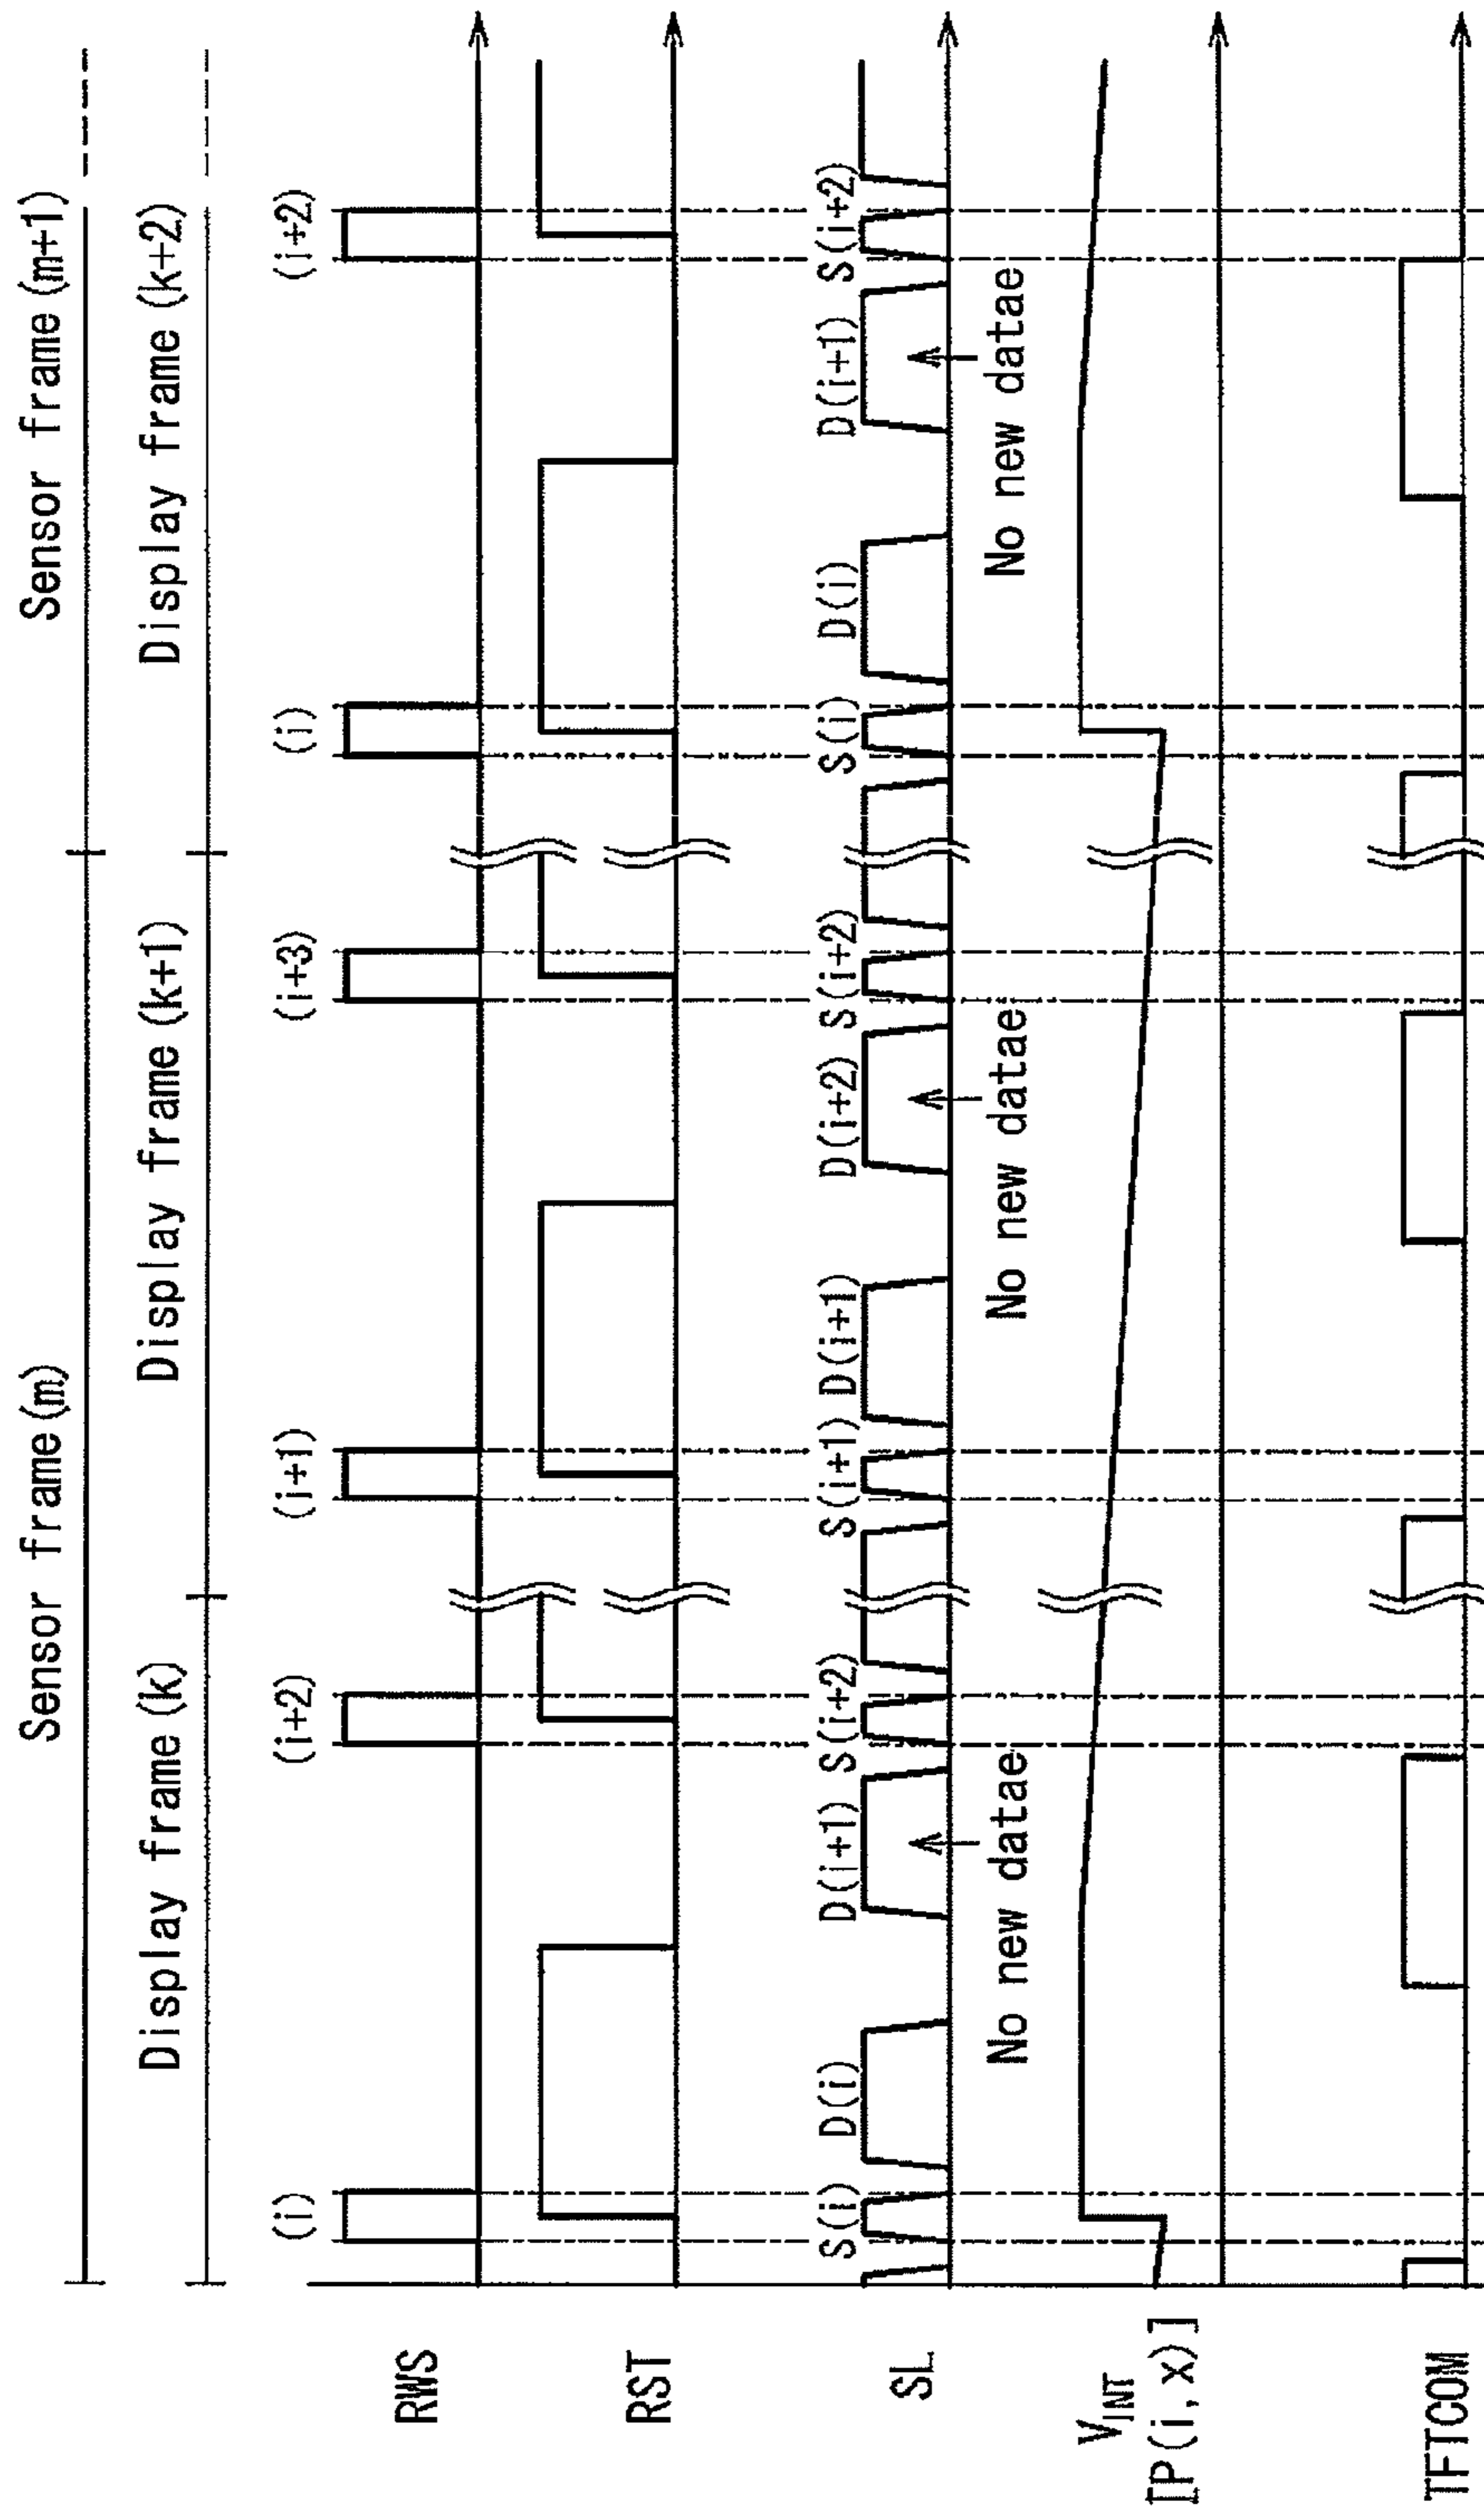 Sensor frame(m) Sensor frame(m+1)
Display frame(k) Display frame(k+1) Display frame(k+2)
(i) (i+2) (i+1) (i+3) (i) (i+2)
RWS
RST
S(i) D(i) D(i+1) S(i+2) S(i+1) D(i+1) D(i+2) S(i+2) S(i) D(i) D(i+1) S(i+2)
SL
No new datae No new datae No new datae
VINT
[P(i,x)]
TFTCOM